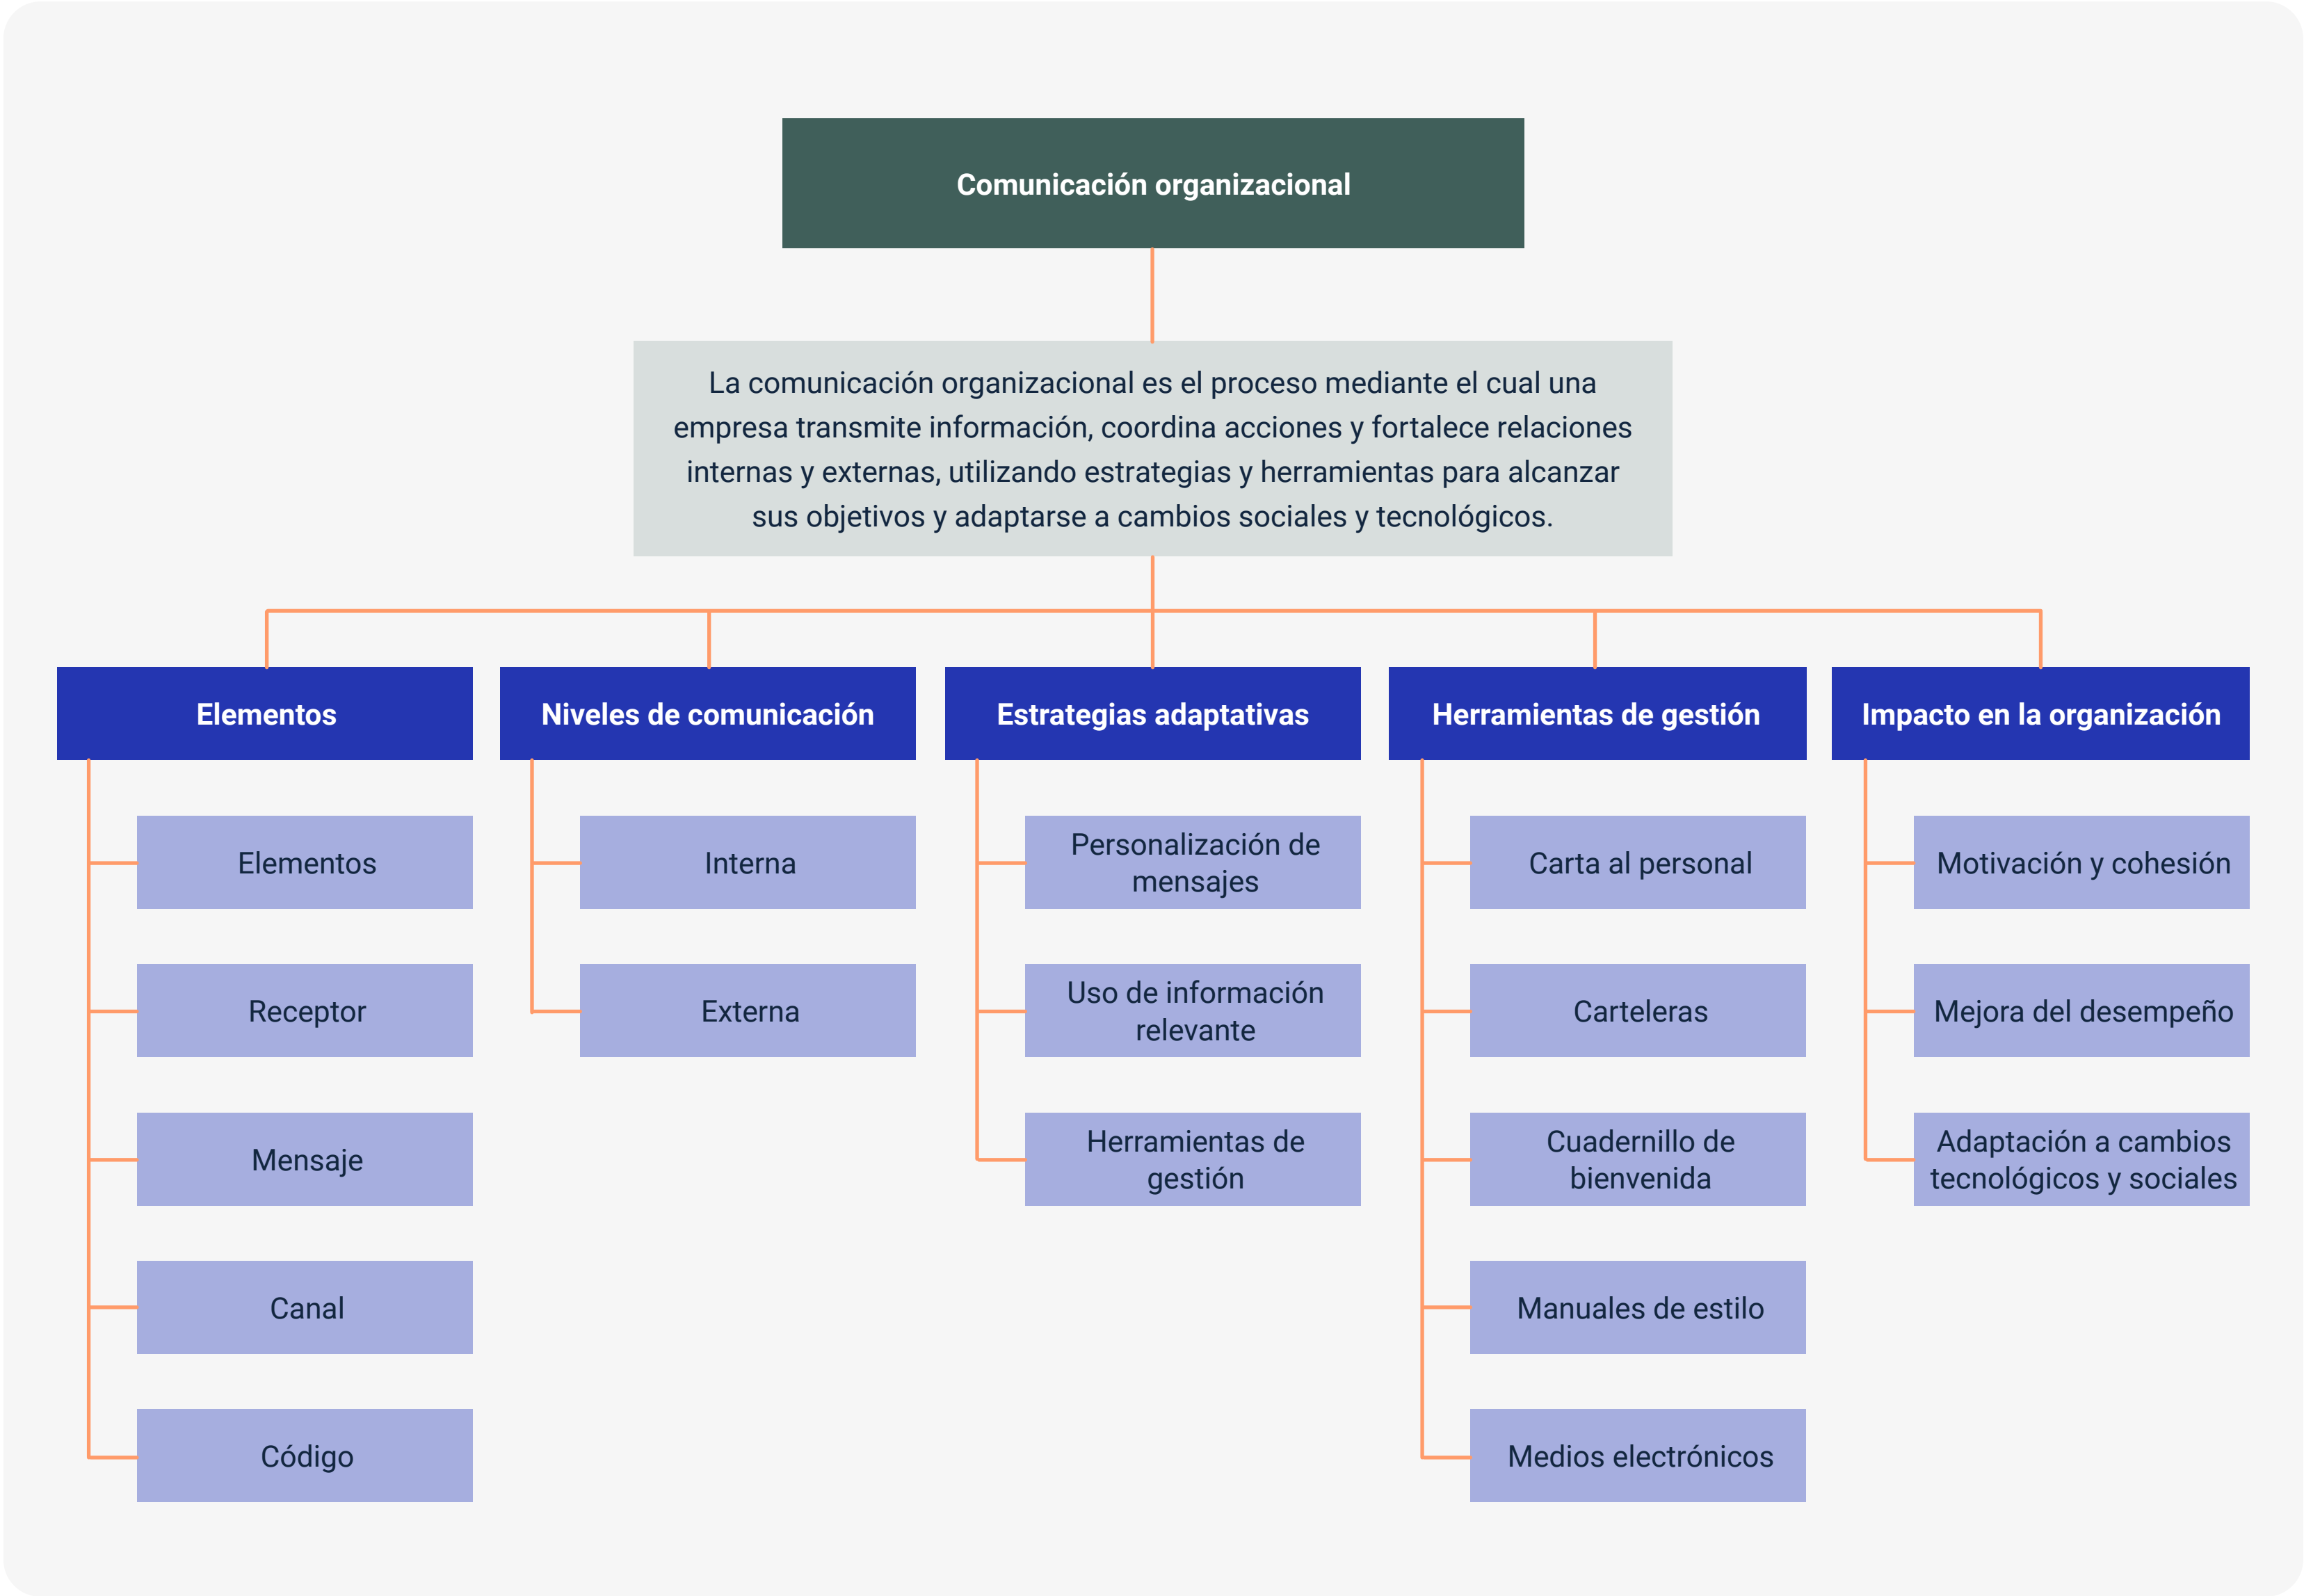 Comunicación organizacional
La comunicación organizacional es el proceso mediante el cual una
empresa transmite información, coordina acciones y fortalece relaciones
internas y externas, utilizando estrategias y herramientas para alcanzar
sus objetivos y adaptarse a cambios sociales y tecnológicos.
Elementos
Elementos
Receptor
Mensaje
Canal
Código
Niveles de comunicación
Interna
Externa
Estrategias adaptativas
Personalización de
mensajes
Uso de información
relevante
Herramientas de
gestión
Herramientas de gestión
Carta al personal
Carteleras
Cuadernillo de
bienvenida
Manuales de estilo
Medios electrónicos
Impacto en la organización
Motivación y cohesión
Mejora del desempeño
Adaptación a cambios
tecnológicos y sociales